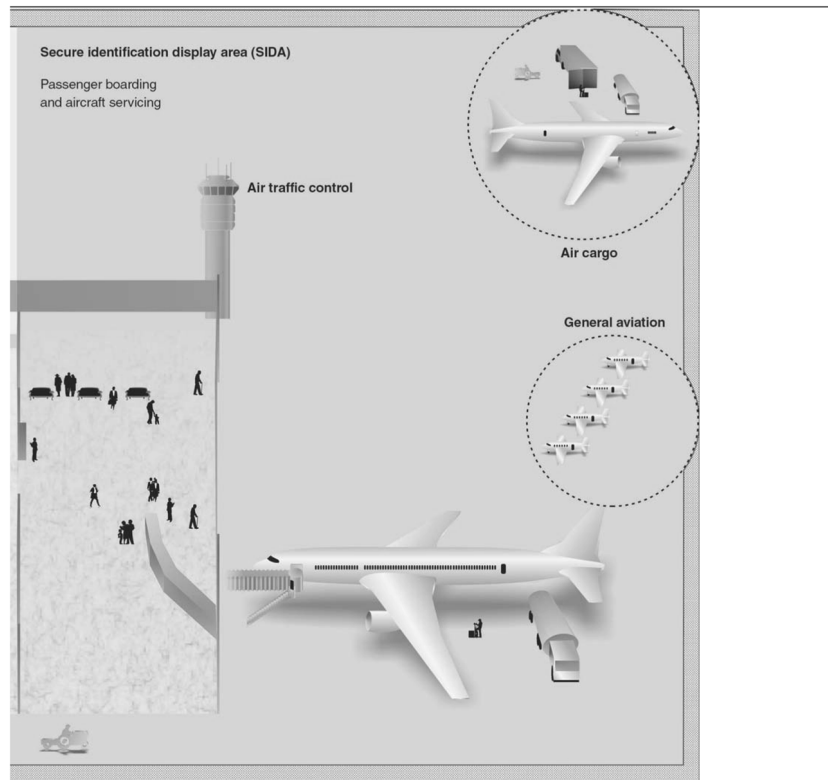 Secure identification display area (SIDA)
Passenger boarding
and aircraft servicing
Air traffic control
Air cargo
General aviation